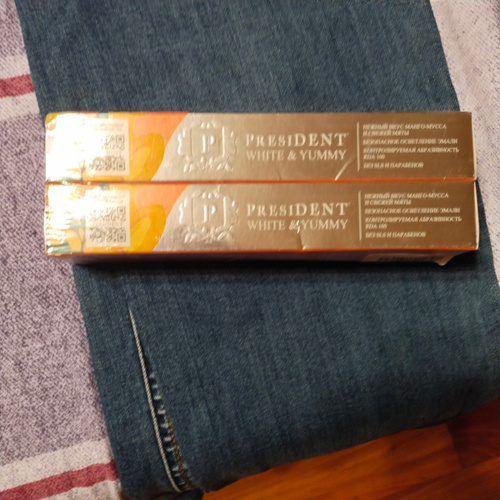 P
PRESIDENT
WHITE & YUMMY
НЕЖНЫЙ ВКУС МАНГО-МУССА
И СВЕЖЕЙ МЯТЫ
БЕЗОПАСНОЕ ОСВЕТЛЕНИЕ ЭМАЛИ
КОНТРОЛИРУЕМАЯ АБРАЗИВНОСТЬ
RDA 100
БЕЗ SLS И ПАРАБЕНОВ
P
PRESIDENT
WHITE & YUMMY
НЕЖНЫЙ ВКУС МАНГО-МУССА
И СВЕЖЕЙ МЯТЫ
БЕЗОПАСНОЕ ОСВЕТЛЕНИЕ ЭМАЛИ
КОНТРОЛИРУЕМАЯ АБРАЗИВНОСТЬ
RDA 100
БЕЗ SLS И ПАРАБЕНОВ